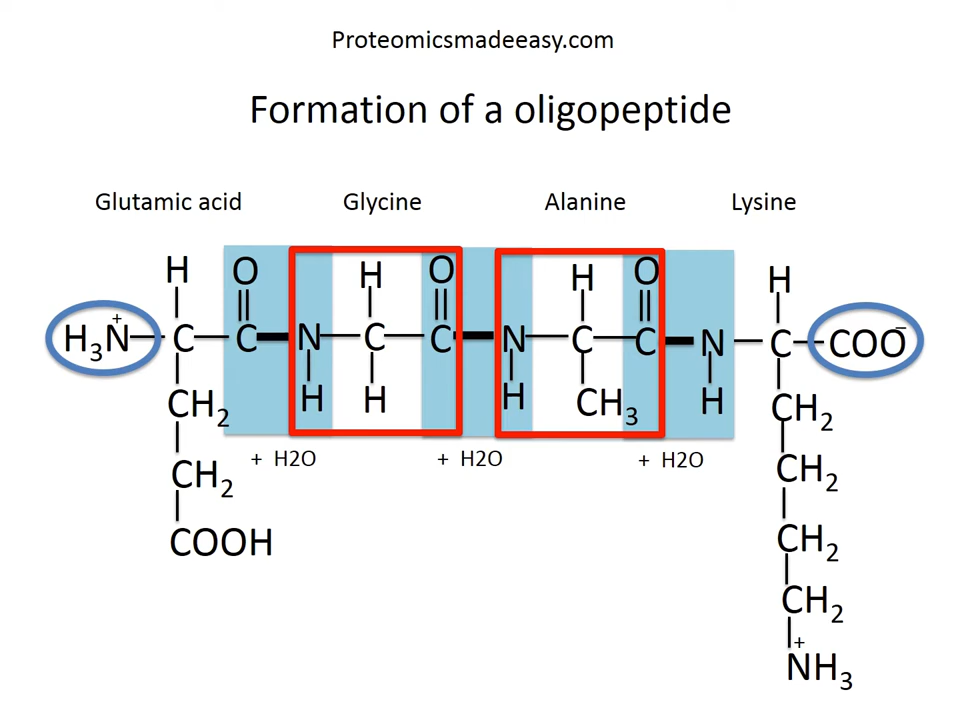 Proteomicsmadeeasy.com
Formation of a oligopeptide
Glutamic acid Glycine Alanine Lysine
H O H O H O H
H₃N⁺ C C N C C N C C N C COO⁻
CH₂ H H H CH₃ H CH₂
+ H2O + H2O + H2O
CH₂ CH₂
COOH CH₂
CH₂
+
NH₃